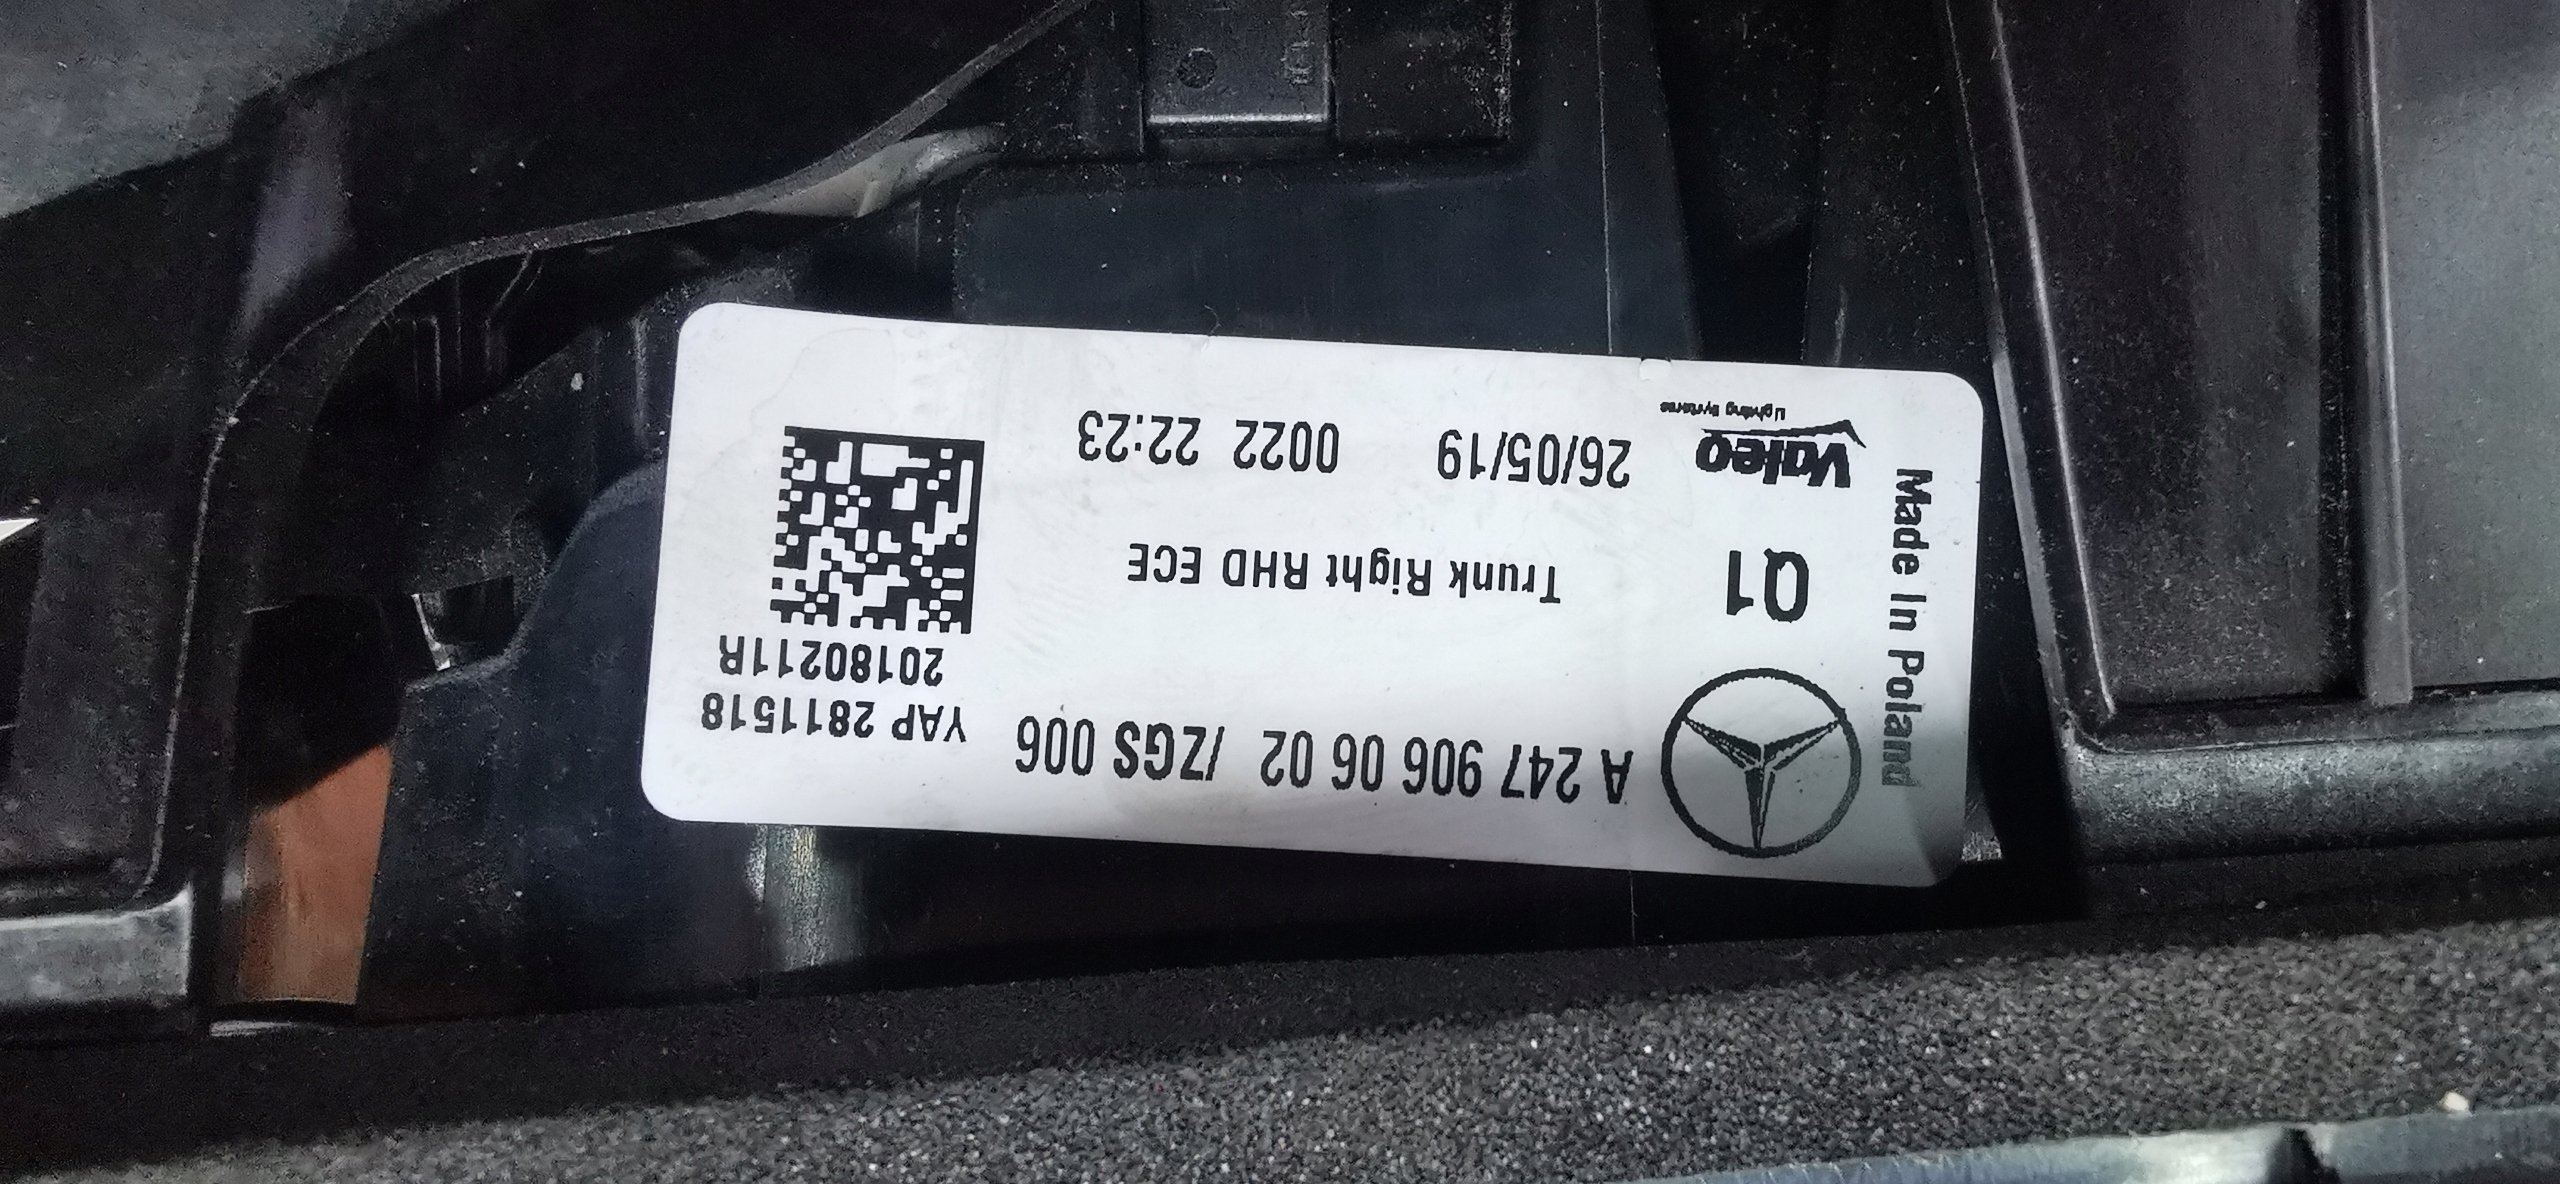 A 247 906 06 02 /ZGS 006
YAP 2811518
20180211R
Q1
Trunk Right RHD ECE
Valeo
Lighting Systems
26/05/19 0022 22:23
Made In Poland